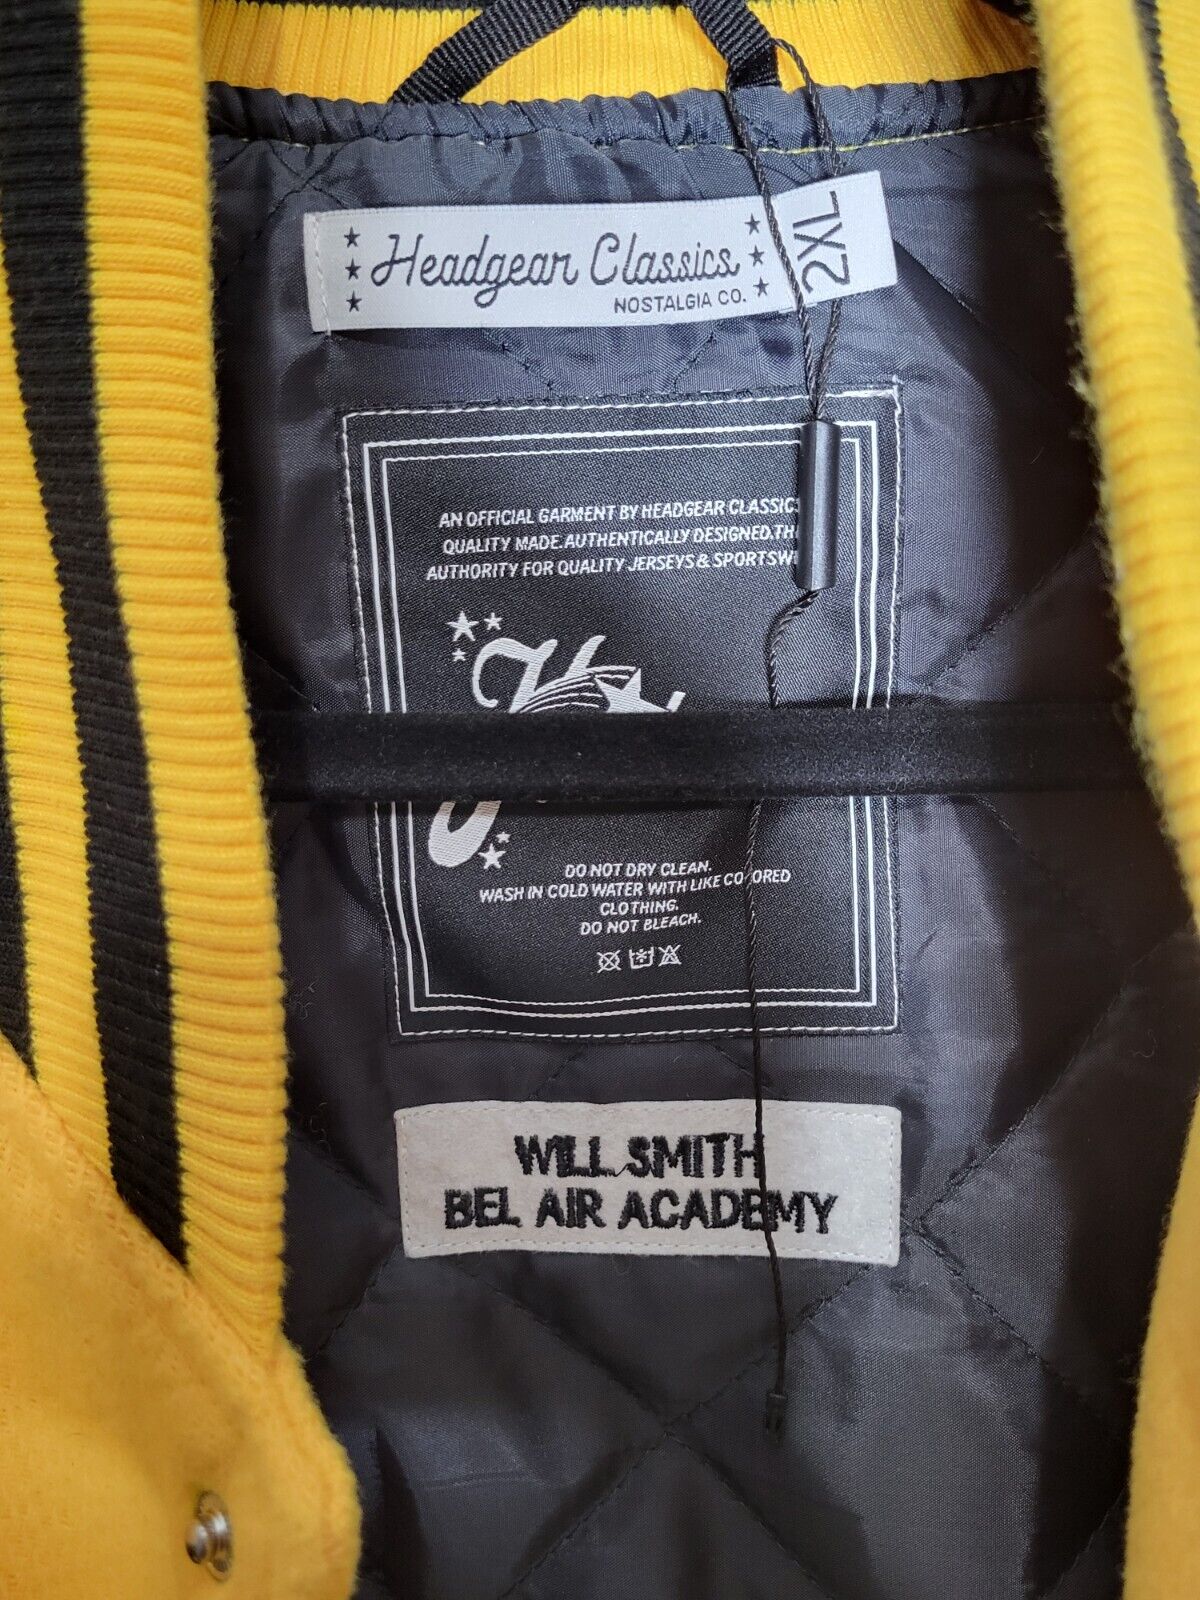 Headgear Classics
NOSTALGIA CO.
2XL
AN OFFICIAL GARMENT BY HEADGEAR CLASSICS
QUALITY MADE.AUTHENTICALLY DESIGNED.THE
AUTHORITY FOR QUALITY JERSEYS & SPORTSWE
DO NOT DRY CLEAN.
WASH IN COLD WATER WITH LIKE COLORED
CLOTHING.
DO NOT BLEACH.
WILL SMITH
BEL AIR ACADEMY